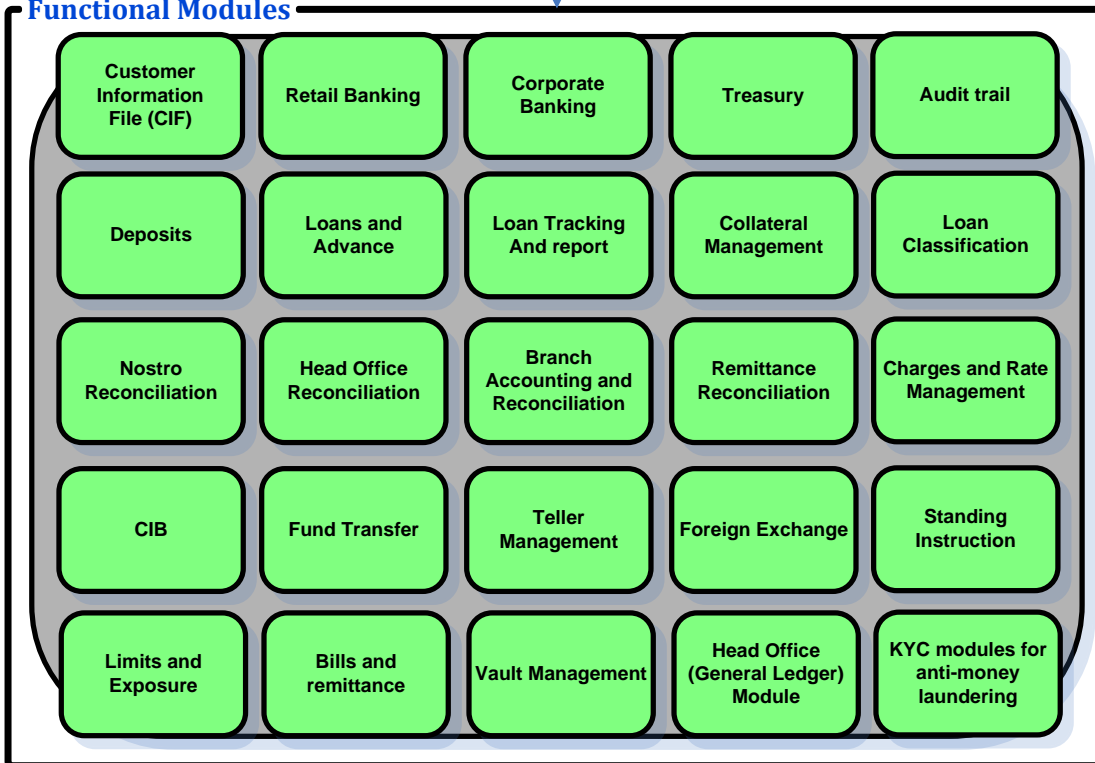 Functional Modules
Customer
Information
File (CIF)
Retail Banking
Corporate
Banking
Treasury
Audit trail
Deposits
Loans and
Advance
Loan Tracking
And report
Collateral
Management
Loan
Classification
Nostro
Reconciliation
Head Office
Reconciliation
Branch
Accounting and
Reconciliation
Remittance
Reconciliation
Charges and Rate
Management
CIB
Fund Transfer
Teller
Management
Foreign Exchange
Standing
Instruction
Limits and
Exposure
Bills and
remittance
Vault Management
Head Office
(General Ledger)
Module
KYC modules for
anti-money
laundering